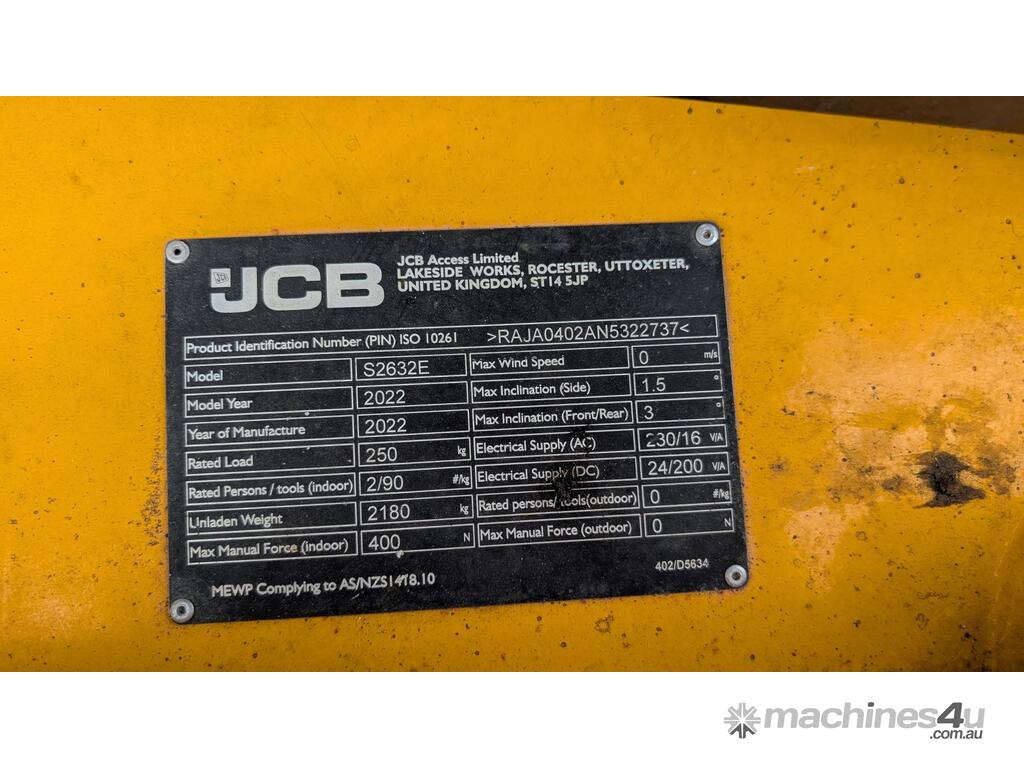 JCB
JCB Access Limited
LAKESIDE WORKS, ROCESTER, UTTOXETER,
UNITED KINGDOM, ST14 5JP
Product Identification Number (PIN) ISO 10261 >RAJA0402AN5322737<
Model S2632E Max Wind Speed 0 m/s
Model Year 2022 Max Inclination (Side) 1.5 °
Year of Manufacture 2022 Max Inclination (Front/Rear) 3 °
Rated Load 250 kg Electrical Supply (AC) 230/16 V/A
Rated Persons / tools (indoor) 2/90 #/kg Electrical Supply (DC) 24/200 V/A
Unladen Weight 2180 kg Rated persons/tools(outdoor) 0 #/kg
Max Manual Force (indoor) 400 N Max Manual Force (outdoor) 0 N
MEWP Complying to AS/NZS1418.10 402/D5634
machines4u
.com.au